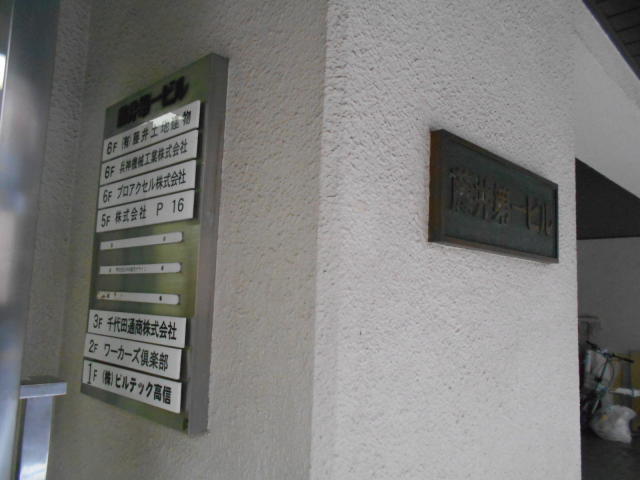 藤井第一ビル
6F (有)藤井土地建物
6F 兵神機械工業株式会社
6F プロアクセル株式会社
5F 株式会社 P 16
3F 千代田通商株式会社
2F ワーカーズ倶楽部
1F (株)ビルテック高信
藤井第一ビル